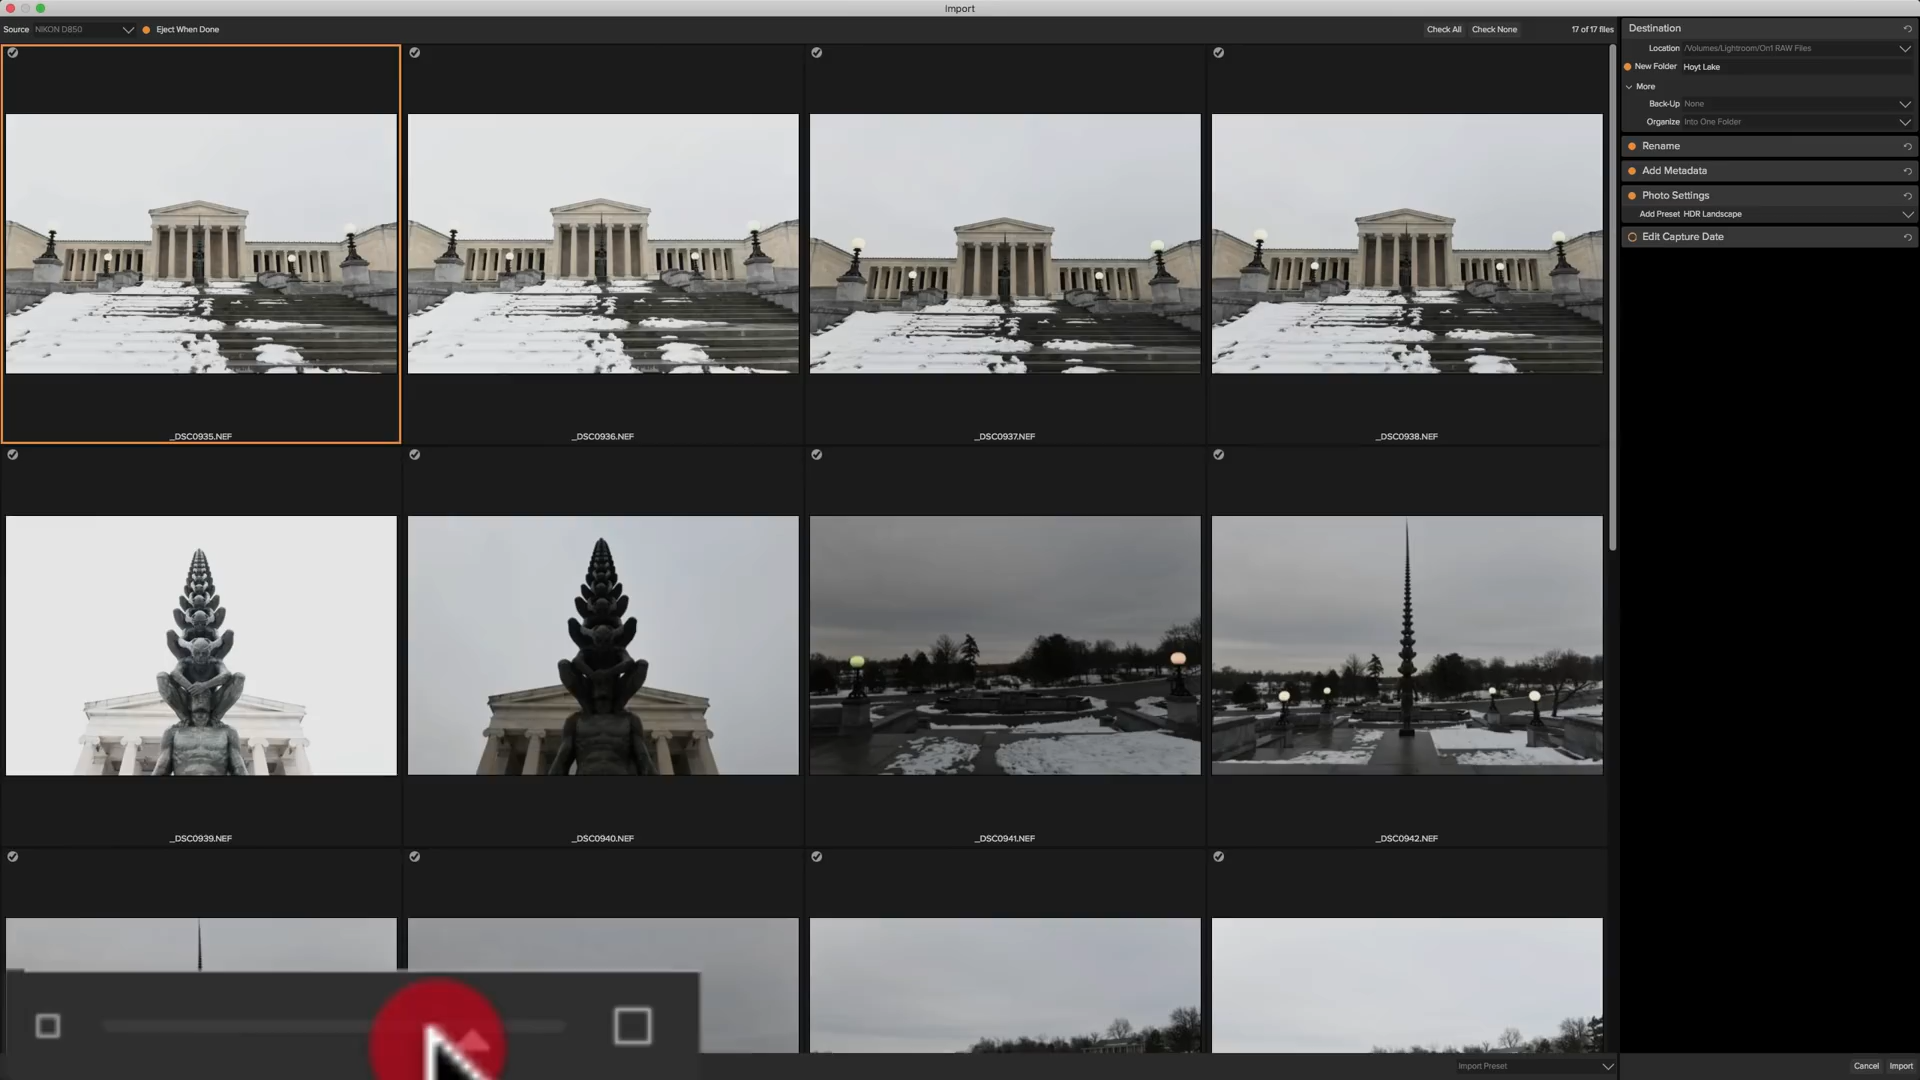 Import
Source NIKON D850 Eject When Done Check All Check None 17 of 17 files
_DSC0935.NEF _DSC0936.NEF _DSC0937.NEF _DSC0938.NEF
_DSC0939.NEF _DSC0940.NEF _DSC0941.NEF _DSC0942.NEF
Import Preset
Destination
Location /Volumes/Lightroom/On1 RAW Files
New Folder Hoyt Lake
More
Back-Up None
Organize Into One Folder
Rename
Add Metadata
Photo Settings
Add Preset HDR Landscape
Edit Capture Date
Cancel Import